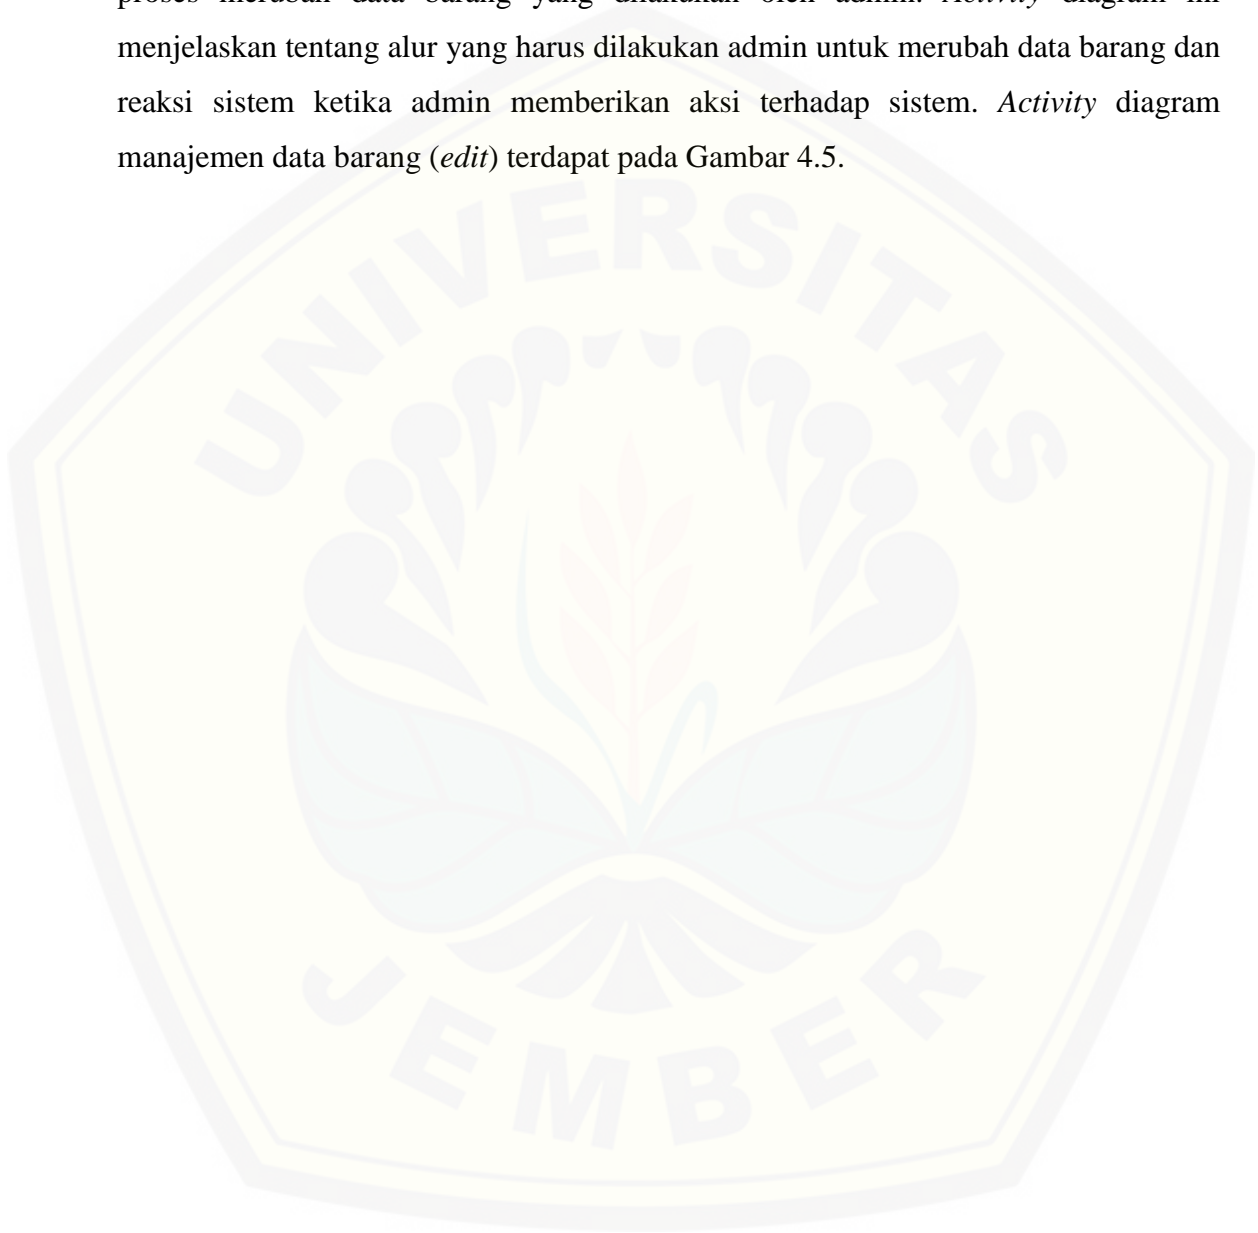 proses merubah data barang yang dilakukan oleh admin. Activity diagram ini
menjelaskan tentang alur yang harus dilakukan admin untuk merubah data barang dan
reaksi sistem ketika admin memberikan aksi terhadap sistem. Activity diagram
manajemen data barang (edit) terdapat pada Gambar 4.5.
UNIVERSITAS
JEMBER